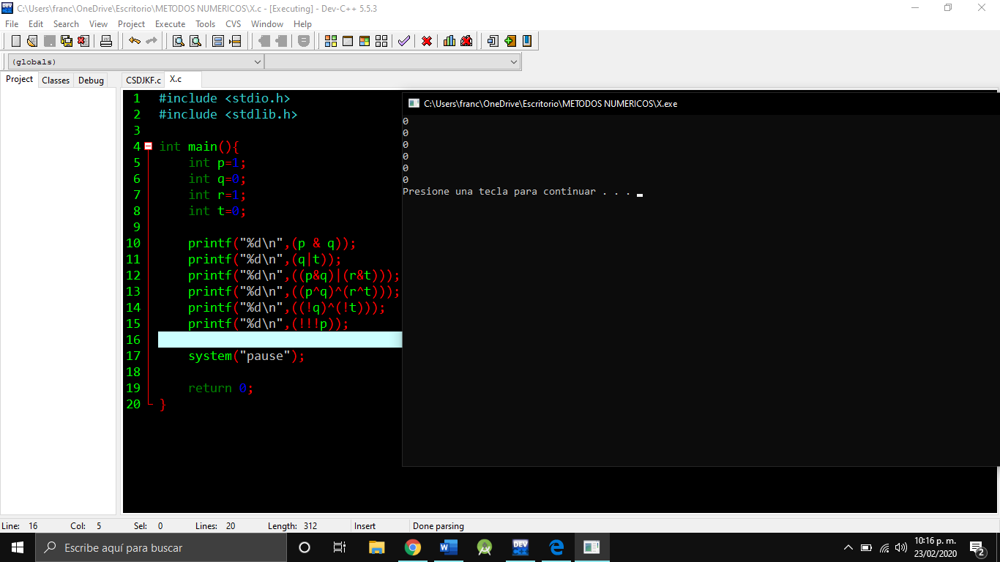 C:\Users\franc\OneDrive\Escritorio\METODOS NUMERICOS\X.c - [Executing] - Dev-C++ 5.5.3
File Edit Search View Project Execute Tools CVS Window Help
(globals)
Project Classes Debug
CSDJKF.c X.c
1 #include <stdio.h>
2 #include <stdlib.h>
3
4 int main(){
5 int p=1;
6 int q=0;
7 int r=1;
8 int t=0;
9
10 printf("%d\n",(p & q));
11 printf("%d\n",(q|t));
12 printf("%d\n",((p&q)|(r&t)));
13 printf("%d\n",((p^q)^(r^t)));
14 printf("%d\n",((!q)^(!t)));
15 printf("%d\n",(!!!p));
16
17 system("pause");
18
19 return 0;
20 }
C:\Users\franc\OneDrive\Escritorio\METODOS NUMERICOS\X.exe
0
0
0
0
0
0
Presione una tecla para continuar . . .
Line: 16 Col: 5 Sel: 0 Lines: 20 Length: 312 Insert Done parsing
Escribe aquí para buscar
DEV C++
10:16 p. m.
23/02/2020
2